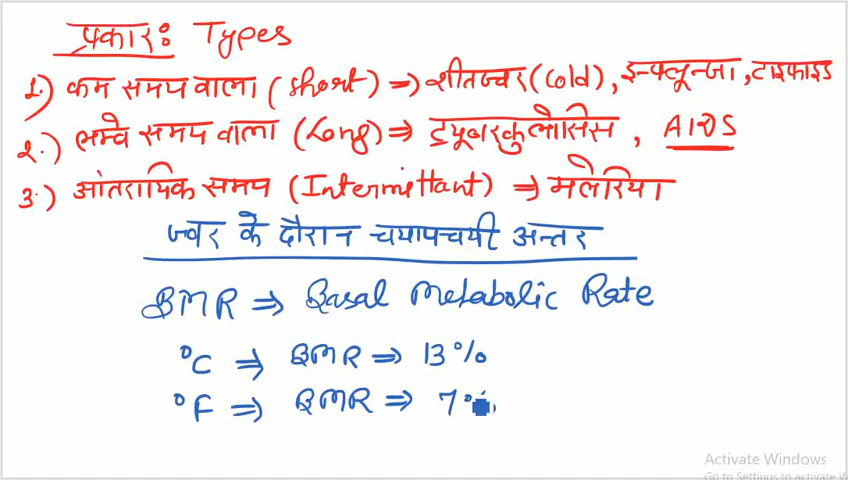 प्रकार: Types
1.) कम समय वाला (Short) ⇒ शीतज्वर (Cold), इन्फ्लून्जा, टाइफाइड
2.) लम्बे समय वाला (Long) ⇒ ट्यूबरकुलोसिस, AIDS
3.) आंतरायिक समय (Intermittant) ⇒ मलेरिया
ज्वर के दौरान चयापचयी अन्तर
BMR ⇒ Basal Metabolic Rate
°C ⇒ BMR ⇒ 13%
°F ⇒ BMR ⇒ 7%
Activate Windows
Go to Settings to activate W